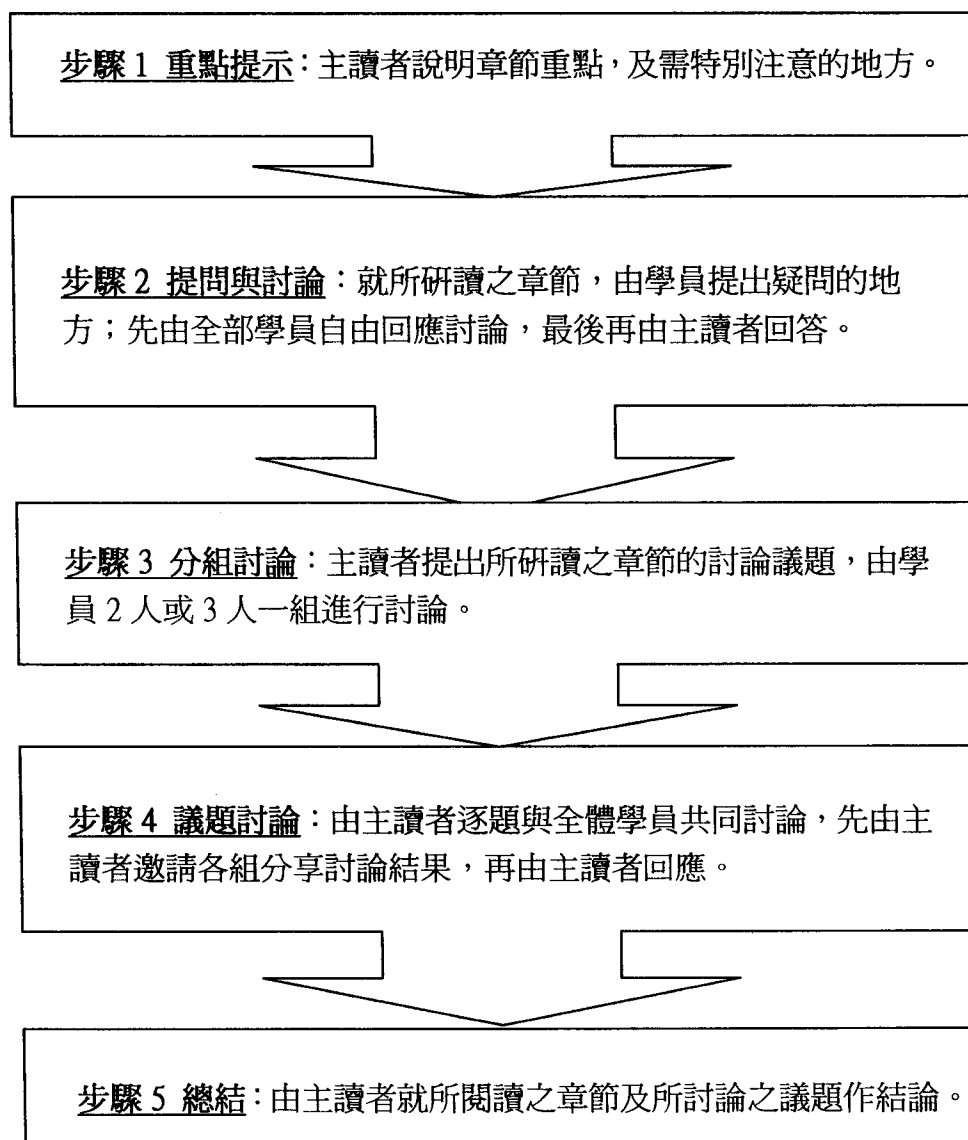 步驟 1 重點提示：主讀者說明章節重點，及需特別注意的地方。
步驟 2 提問與討論：就所研讀之章節，由學員提出疑問的地
方；先由全部學員自由回應討論，最後再由主讀者回答。
步驟 3 分組討論：主讀者提出所研讀之章節的討論議題，由學
員 2 人或 3 人一組進行討論。
步驟 4 議題討論：由主讀者逐題與全體學員共同討論，先由主
讀者邀請各組分享討論結果，再由主讀者回應。
步驟 5 總結：由主讀者就所閱讀之章節及所討論之議題作結論。